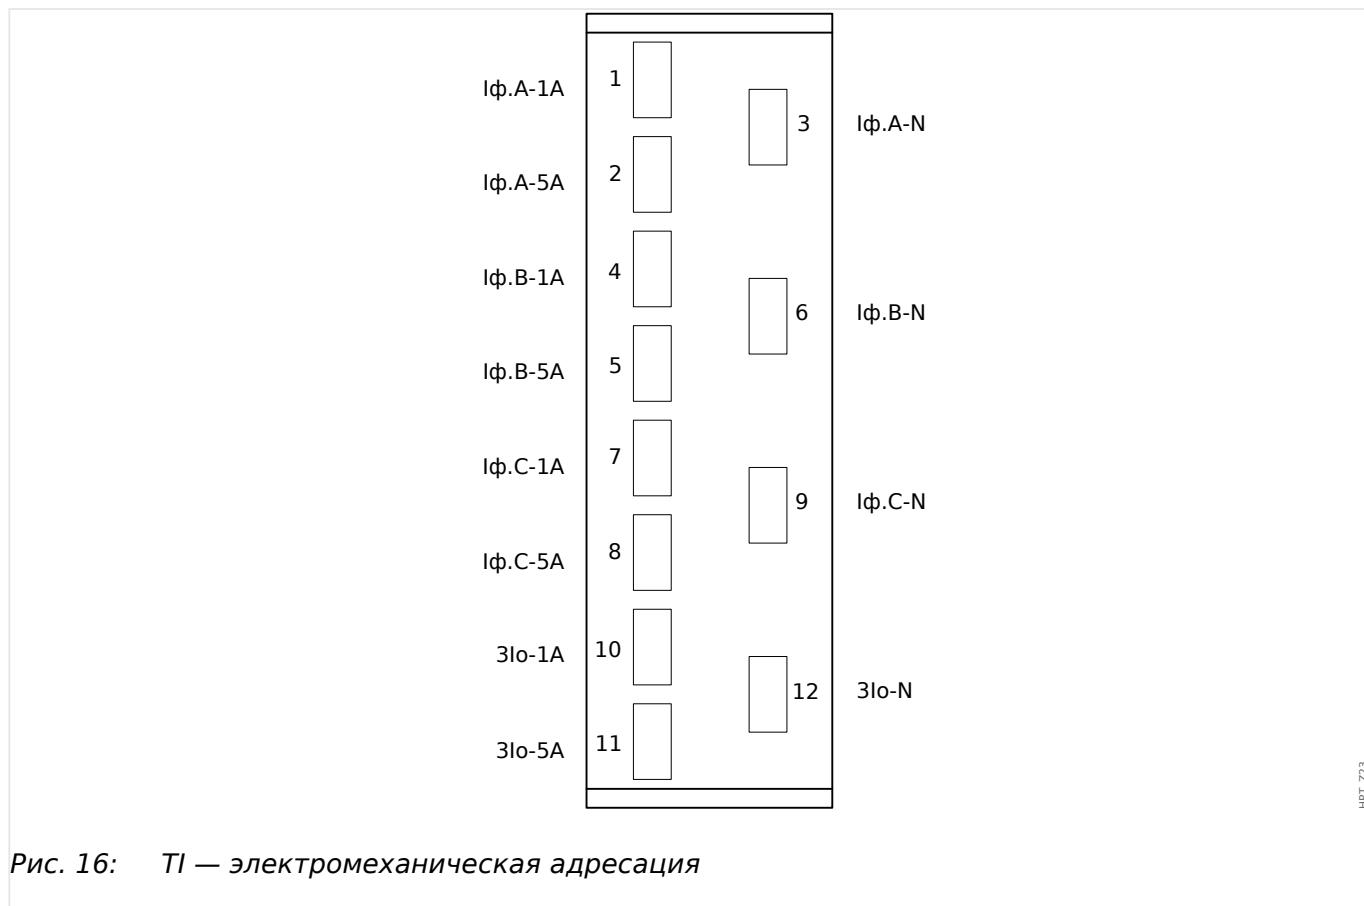 1
Iф.A-1A
3
Iф.A-N
2
Iф.A-5A
4
Iф.B-1A
6
Iф.B-N
5
Iф.B-5A
7
Iф.C-1A
9
Iф.C-N
8
Iф.C-5A
10
3Io-1A
12
3Io-N
11
3Io-5A
Рис. 16: TI — электромеханическая адресация